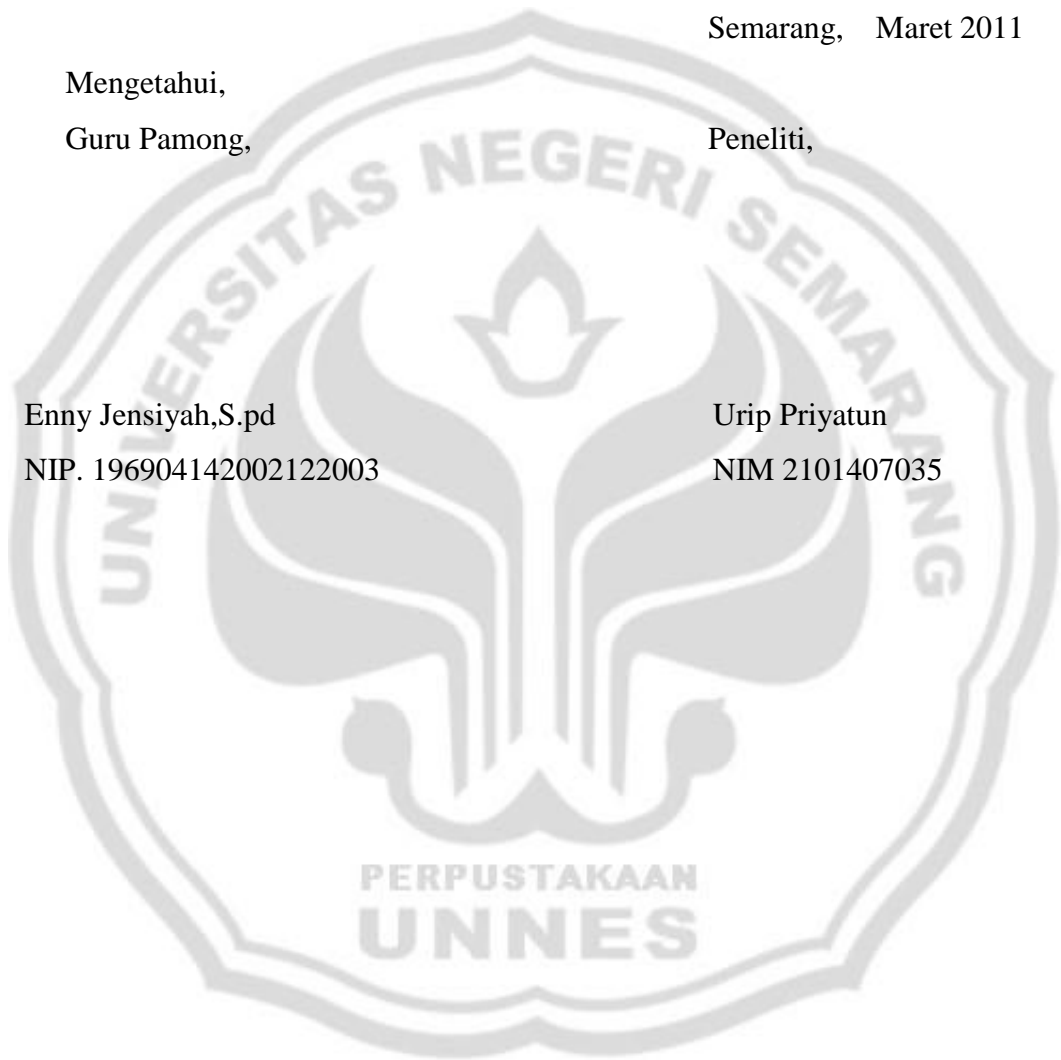 Semarang, Maret 2011
Mengetahui,
Guru Pamong, Peneliti,
Enny Jensiyah,S.pd Urip Priyatun
NIP. 196904142002122003 NIM 2101407035
UNIVERSITAS NEGERI SEMARANG
PERPUSTAKAAN
UNNES